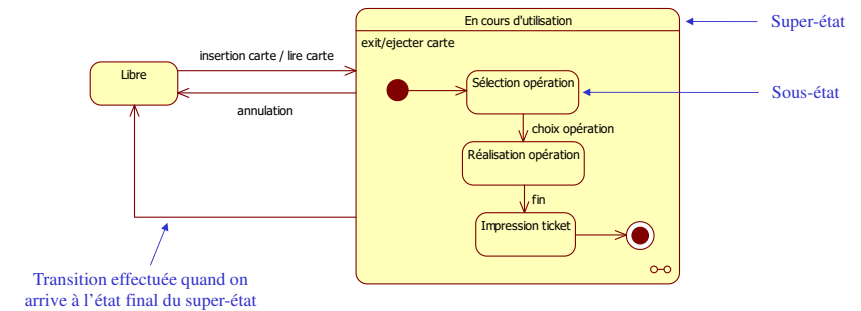 En cours d'utilisation
Super-état
exit/ejecter carte
insertion carte / lire carte
Libre
Sélection opération
Sous-état
annulation
choix opération
Réalisation opération
fin
Impression ticket
Transition effectuée quand on
arrive à l’état final du super-état